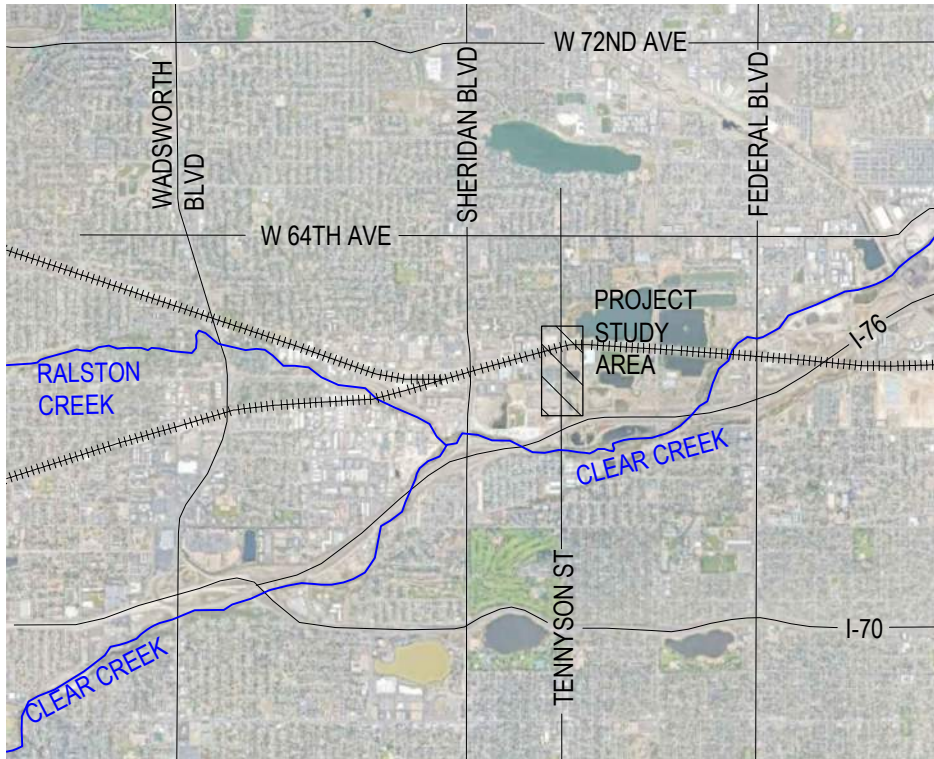 W 72ND AVE
WADSWORTH
BLVD
SHERIDAN BLVD
FEDERAL BLVD
W 64TH AVE
PROJECT
STUDY
AREA
I-76
RALSTON
CREEK
CLEAR CREEK
TENNYSON ST
I-70
CLEAR CREEK